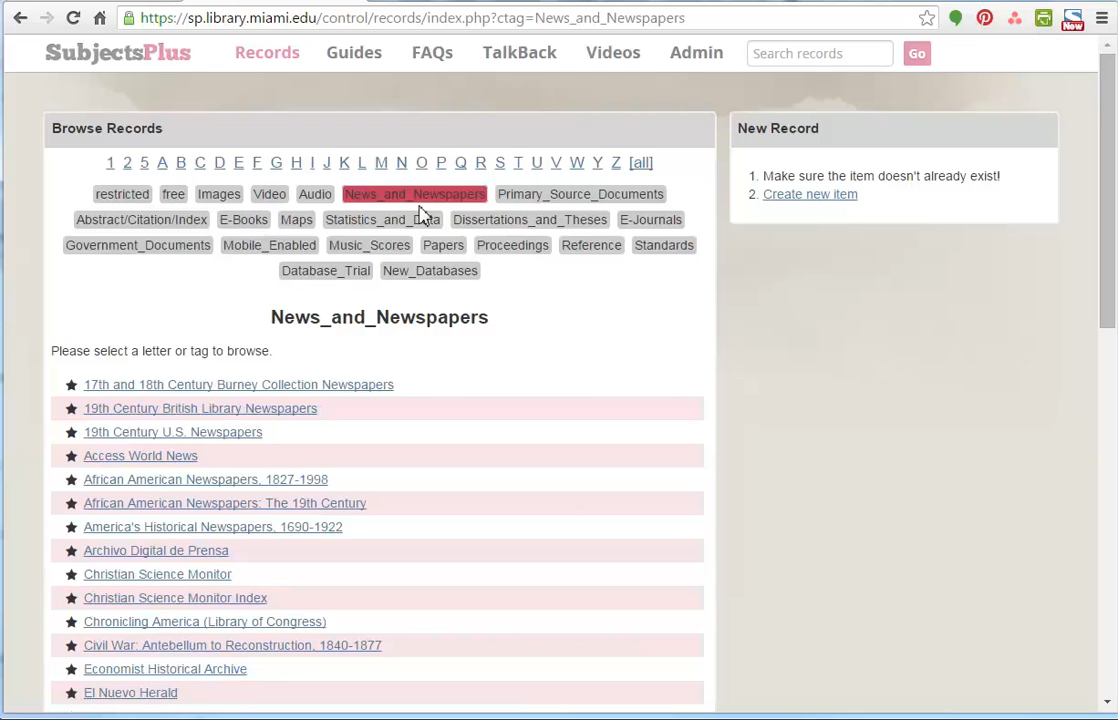 https://sp.library.miami.edu/control/records/index.php?ctag=News_and_Newspapers
New
SubjectsPlus Records Guides FAQs TalkBack Videos Admin Search records Go
Browse Records
1 2 5 A B C D E F G H I J K L M N O P Q R S T U V W Y Z [all]
restricted free Images Video Audio News_and_Newspapers Primary_Source_Documents
Abstract/Citation/Index E-Books Maps Statistics_and_Data Dissertations_and_Theses E-Journals
Government_Documents Mobile_Enabled Music_Scores Papers Proceedings Reference Standards
Database_Trial New_Databases
News_and_Newspapers
Please select a letter or tag to browse.
17th and 18th Century Burney Collection Newspapers
19th Century British Library Newspapers
19th Century U.S. Newspapers
Access World News
African American Newspapers, 1827-1998
African American Newspapers: The 19th Century
America's Historical Newspapers, 1690-1922
Archivo Digital de Prensa
Christian Science Monitor
Christian Science Monitor Index
Chronicling America (Library of Congress)
Civil War: Antebellum to Reconstruction, 1840-1877
Economist Historical Archive
El Nuevo Herald
New Record
1. Make sure the item doesn't already exist!
2. Create new item